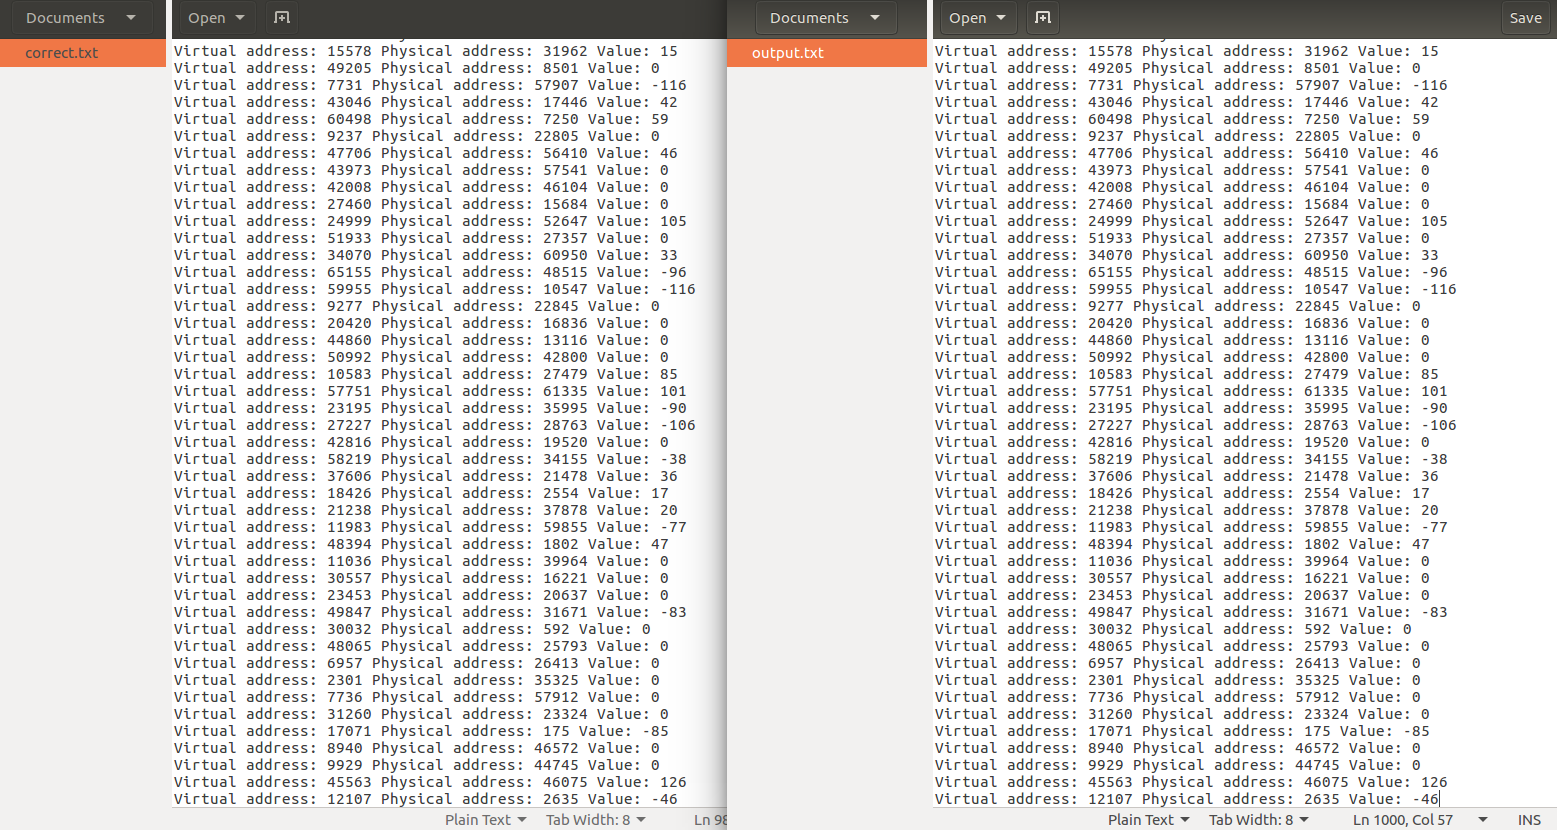 Documents
Open
correct.txt
Virtual address: 15578 Physical address: 31962 Value: 15
Virtual address: 49205 Physical address: 8501 Value: 0
Virtual address: 7731 Physical address: 57907 Value: -116
Virtual address: 43046 Physical address: 17446 Value: 42
Virtual address: 60498 Physical address: 7250 Value: 59
Virtual address: 9237 Physical address: 22805 Value: 0
Virtual address: 47706 Physical address: 56410 Value: 46
Virtual address: 43973 Physical address: 57541 Value: 0
Virtual address: 42008 Physical address: 46104 Value: 0
Virtual address: 27460 Physical address: 15684 Value: 0
Virtual address: 24999 Physical address: 52647 Value: 105
Virtual address: 51933 Physical address: 27357 Value: 0
Virtual address: 34070 Physical address: 60950 Value: 33
Virtual address: 65155 Physical address: 48515 Value: -96
Virtual address: 59955 Physical address: 10547 Value: -116
Virtual address: 9277 Physical address: 22845 Value: 0
Virtual address: 20420 Physical address: 16836 Value: 0
Virtual address: 44860 Physical address: 13116 Value: 0
Virtual address: 50992 Physical address: 42800 Value: 0
Virtual address: 10583 Physical address: 27479 Value: 85
Virtual address: 57751 Physical address: 61335 Value: 101
Virtual address: 23195 Physical address: 35995 Value: -90
Virtual address: 27227 Physical address: 28763 Value: -106
Virtual address: 42816 Physical address: 19520 Value: 0
Virtual address: 58219 Physical address: 34155 Value: -38
Virtual address: 37606 Physical address: 21478 Value: 36
Virtual address: 18426 Physical address: 2554 Value: 17
Virtual address: 21238 Physical address: 37878 Value: 20
Virtual address: 11983 Physical address: 59855 Value: -77
Virtual address: 48394 Physical address: 1802 Value: 47
Virtual address: 11036 Physical address: 39964 Value: 0
Virtual address: 30557 Physical address: 16221 Value: 0
Virtual address: 23453 Physical address: 20637 Value: 0
Virtual address: 49847 Physical address: 31671 Value: -83
Virtual address: 30032 Physical address: 592 Value: 0
Virtual address: 48065 Physical address: 25793 Value: 0
Virtual address: 6957 Physical address: 26413 Value: 0
Virtual address: 2301 Physical address: 35325 Value: 0
Virtual address: 7736 Physical address: 57912 Value: 0
Virtual address: 31260 Physical address: 23324 Value: 0
Virtual address: 17071 Physical address: 175 Value: -85
Virtual address: 8940 Physical address: 46572 Value: 0
Virtual address: 9929 Physical address: 44745 Value: 0
Virtual address: 45563 Physical address: 46075 Value: 126
Virtual address: 12107 Physical address: 2635 Value: -46
Plain Text Tab Width: 8 Ln 98
Documents
Open
Save
output.txt
Virtual address: 15578 Physical address: 31962 Value: 15
Virtual address: 49205 Physical address: 8501 Value: 0
Virtual address: 7731 Physical address: 57907 Value: -116
Virtual address: 43046 Physical address: 17446 Value: 42
Virtual address: 60498 Physical address: 7250 Value: 59
Virtual address: 9237 Physical address: 22805 Value: 0
Virtual address: 47706 Physical address: 56410 Value: 46
Virtual address: 43973 Physical address: 57541 Value: 0
Virtual address: 42008 Physical address: 46104 Value: 0
Virtual address: 27460 Physical address: 15684 Value: 0
Virtual address: 24999 Physical address: 52647 Value: 105
Virtual address: 51933 Physical address: 27357 Value: 0
Virtual address: 34070 Physical address: 60950 Value: 33
Virtual address: 65155 Physical address: 48515 Value: -96
Virtual address: 59955 Physical address: 10547 Value: -116
Virtual address: 9277 Physical address: 22845 Value: 0
Virtual address: 20420 Physical address: 16836 Value: 0
Virtual address: 44860 Physical address: 13116 Value: 0
Virtual address: 50992 Physical address: 42800 Value: 0
Virtual address: 10583 Physical address: 27479 Value: 85
Virtual address: 57751 Physical address: 61335 Value: 101
Virtual address: 23195 Physical address: 35995 Value: -90
Virtual address: 27227 Physical address: 28763 Value: -106
Virtual address: 42816 Physical address: 19520 Value: 0
Virtual address: 58219 Physical address: 34155 Value: -38
Virtual address: 37606 Physical address: 21478 Value: 36
Virtual address: 18426 Physical address: 2554 Value: 17
Virtual address: 21238 Physical address: 37878 Value: 20
Virtual address: 11983 Physical address: 59855 Value: -77
Virtual address: 48394 Physical address: 1802 Value: 47
Virtual address: 11036 Physical address: 39964 Value: 0
Virtual address: 30557 Physical address: 16221 Value: 0
Virtual address: 23453 Physical address: 20637 Value: 0
Virtual address: 49847 Physical address: 31671 Value: -83
Virtual address: 30032 Physical address: 592 Value: 0
Virtual address: 48065 Physical address: 25793 Value: 0
Virtual address: 6957 Physical address: 26413 Value: 0
Virtual address: 2301 Physical address: 35325 Value: 0
Virtual address: 7736 Physical address: 57912 Value: 0
Virtual address: 31260 Physical address: 23324 Value: 0
Virtual address: 17071 Physical address: 175 Value: -85
Virtual address: 8940 Physical address: 46572 Value: 0
Virtual address: 9929 Physical address: 44745 Value: 0
Virtual address: 45563 Physical address: 46075 Value: 126
Virtual address: 12107 Physical address: 2635 Value: -46
Plain Text Tab Width: 8 Ln 1000, Col 57 INS